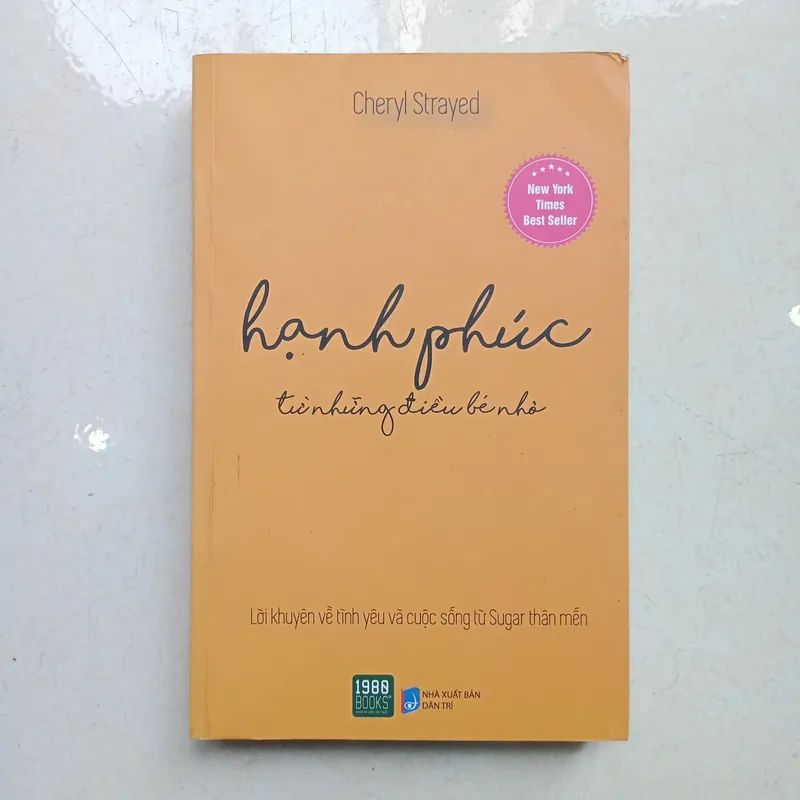 Cheryl Strayed
New York
Times
Best Seller
hạnh phúc
từ những điều bé nhỏ
Lời khuyên về tình yêu và cuộc sống từ Sugar thân mến
1980
BOOKS
NHÀ XUẤT BẢN
DÂN TRÍ